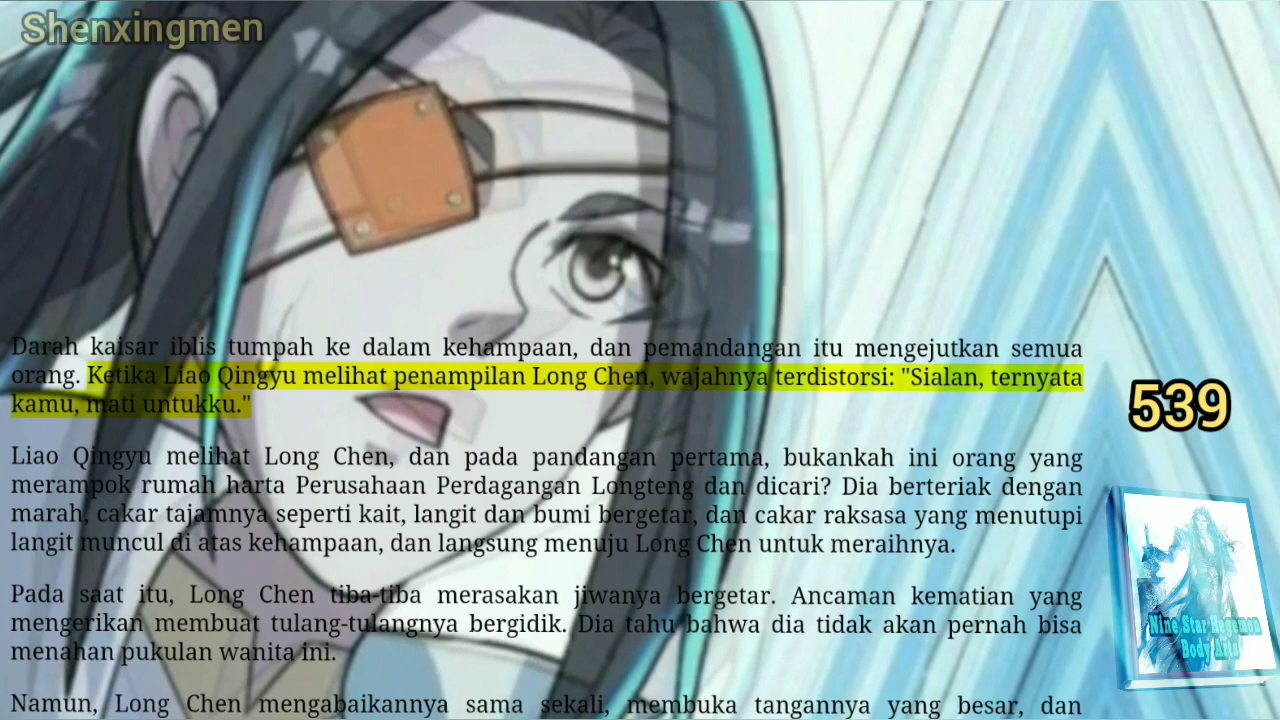 Shenxingmen
Darah kaisar iblis tumpah ke dalam kehampaan, dan pemandangan itu mengejutkan semua
orang. Ketika Liao Qingyu melihat penampilan Long Chen, wajahnya terdistorsi: "Sialan, ternyata
kamu, mati untukku."
Liao Qingyu melihat Long Chen, dan pada pandangan pertama, bukankah ini orang yang
merampok rumah harta Perusahaan Perdagangan Longteng dan dicari? Dia berteriak dengan
marah, cakar tajamnya seperti kait, langit dan bumi bergetar, dan cakar raksasa yang menutupi
langit muncul di atas kehampaan, dan langsung menuju Long Chen untuk meraihnya.
Pada saat itu, Long Chen tiba-tiba merasakan jiwanya bergetar. Ancaman kematian yang
mengerikan membuat tulang-tulangnya bergidik. Dia tahu bahwa dia tidak akan pernah bisa
menahan pukulan wanita ini.
Namun, Long Chen mengabaikannya sama sekali, membuka tangannya yang besar, dan
539
Nine Star Hegemon
Body Arts